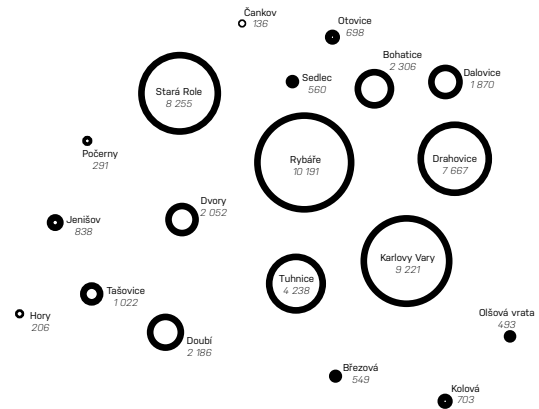 Čankov
136
Otovice
698
Bohatice
2 306
Dalovice
1 870
Sedlec
560
Stará Role
8 255
Počerny
291
Rybáře
10 191
Drahovice
7 667
Dvory
2 052
Jenišov
838
Karlovy Vary
9 221
Tuhnice
4 238
Tašovice
1 022
Hory
206
Doubí
2 186
Olšová vrata
493
Březová
549
Kolová
703